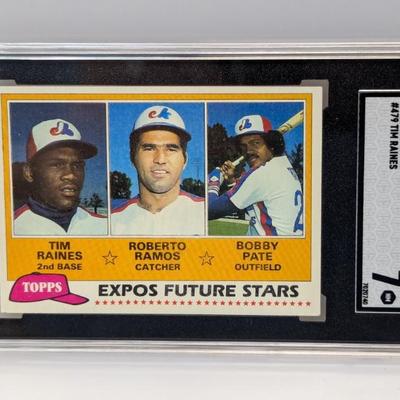 TIM
RAINES
2nd BASE
ROBERTO
RAMOS
CATCHER
BOBBY
PATE
OUTFIELD
TOPPS
EXPOS FUTURE STARS
#479 TIM RAINES
7